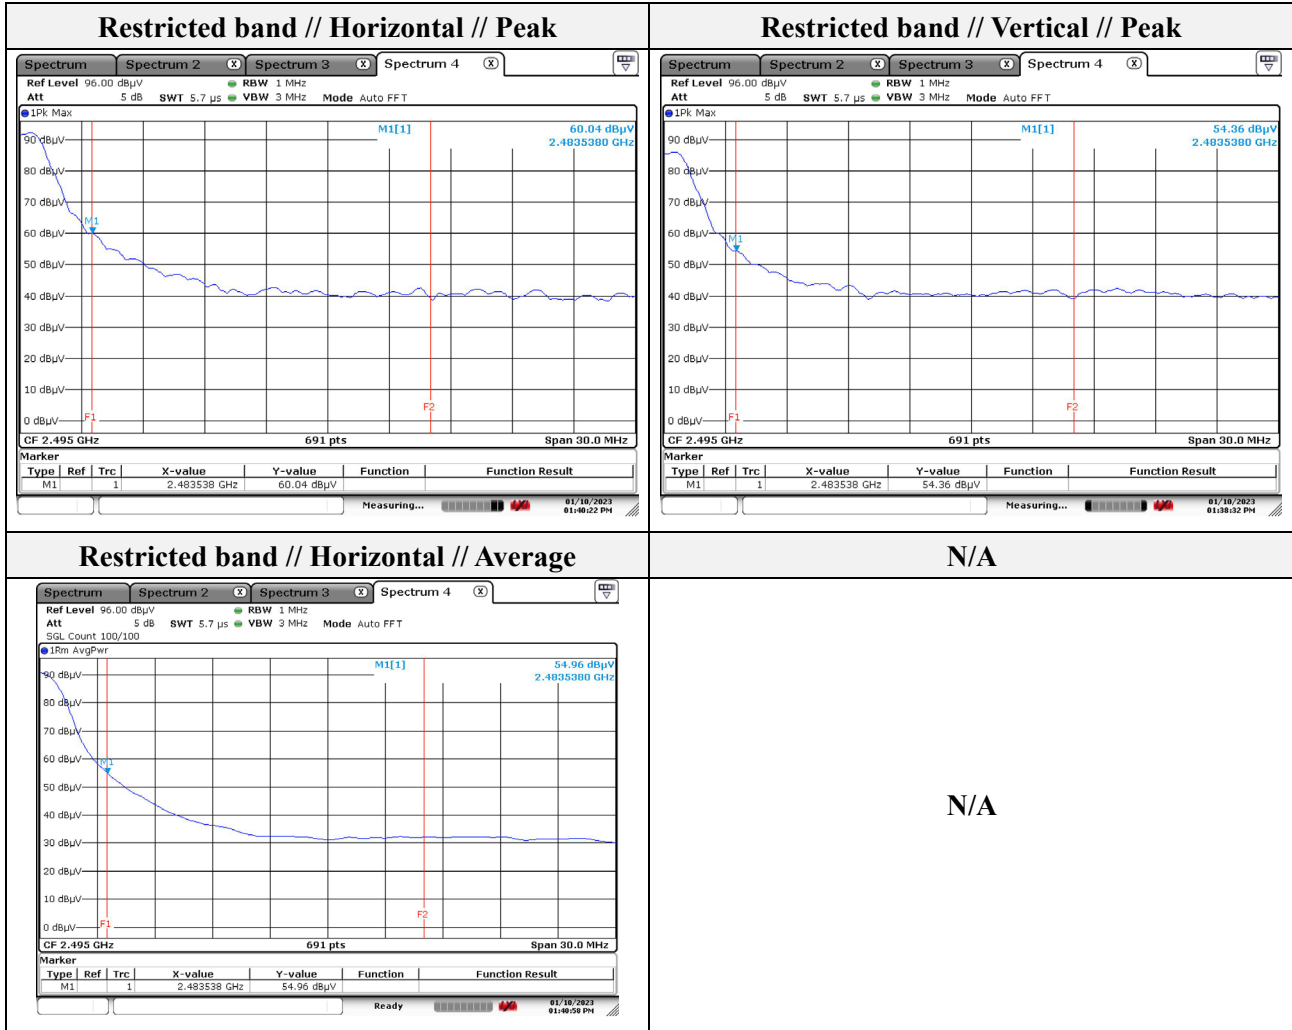 Restricted band // Horizontal // Peak
Spectrum Spectrum 2 X Spectrum 3 X Spectrum 4 X
Ref Level 96.00 dBµV RBW 1 MHz
Att 5 dB SWT 5.7 µs VBW 3 MHz Mode Auto FFT
1Pk Max
M1[1] 60.04 dBµV
2.4835380 GHz
90 dBµV
80 dBµV
70 dBµV
M1
60 dBµV
50 dBµV
40 dBµV
30 dBµV
20 dBµV
10 dBµV
F2
0 dBµV F1
CF 2.495 GHz 691 pts Span 30.0 MHz
Marker
Type Ref Trc X-value Y-value Function Function Result
M1 1 2.483538 GHz 60.04 dBµV
Measuring... 01/10/2023
01:40:22 PM
Restricted band // Vertical // Peak
Spectrum Spectrum 2 X Spectrum 3 X Spectrum 4 X
Ref Level 96.00 dBµV RBW 1 MHz
Att 5 dB SWT 5.7 µs VBW 3 MHz Mode Auto FFT
1Pk Max
M1[1] 54.36 dBµV
2.4835380 GHz
90 dBµV
80 dBµV
70 dBµV
60 dBµV
M1
50 dBµV
40 dBµV
30 dBµV
20 dBµV
10 dBµV
F2
0 dBµV F1
CF 2.495 GHz 691 pts Span 30.0 MHz
Marker
Type Ref Trc X-value Y-value Function Function Result
M1 1 2.483538 GHz 54.36 dBµV
Measuring... 01/10/2023
01:38:32 PM
Restricted band // Horizontal // Average
Spectrum Spectrum 2 X Spectrum 3 X Spectrum 4 X
Ref Level 96.00 dBµV RBW 1 MHz
Att 5 dB SWT 5.7 µs VBW 3 MHz Mode Auto FFT
SGL Count 100/100
1Rm AvgPwr
M1[1] 54.96 dBµV
2.4835380 GHz
90 dBµV
80 dBµV
70 dBµV
60 dBµV
M1
50 dBµV
40 dBµV
30 dBµV
20 dBµV
10 dBµV
F2
0 dBµV F1
CF 2.495 GHz 691 pts Span 30.0 MHz
Marker
Type Ref Trc X-value Y-value Function Function Result
M1 1 2.483538 GHz 54.96 dBµV
Ready 01/10/2023
01:40:58 PM
N/A
N/A